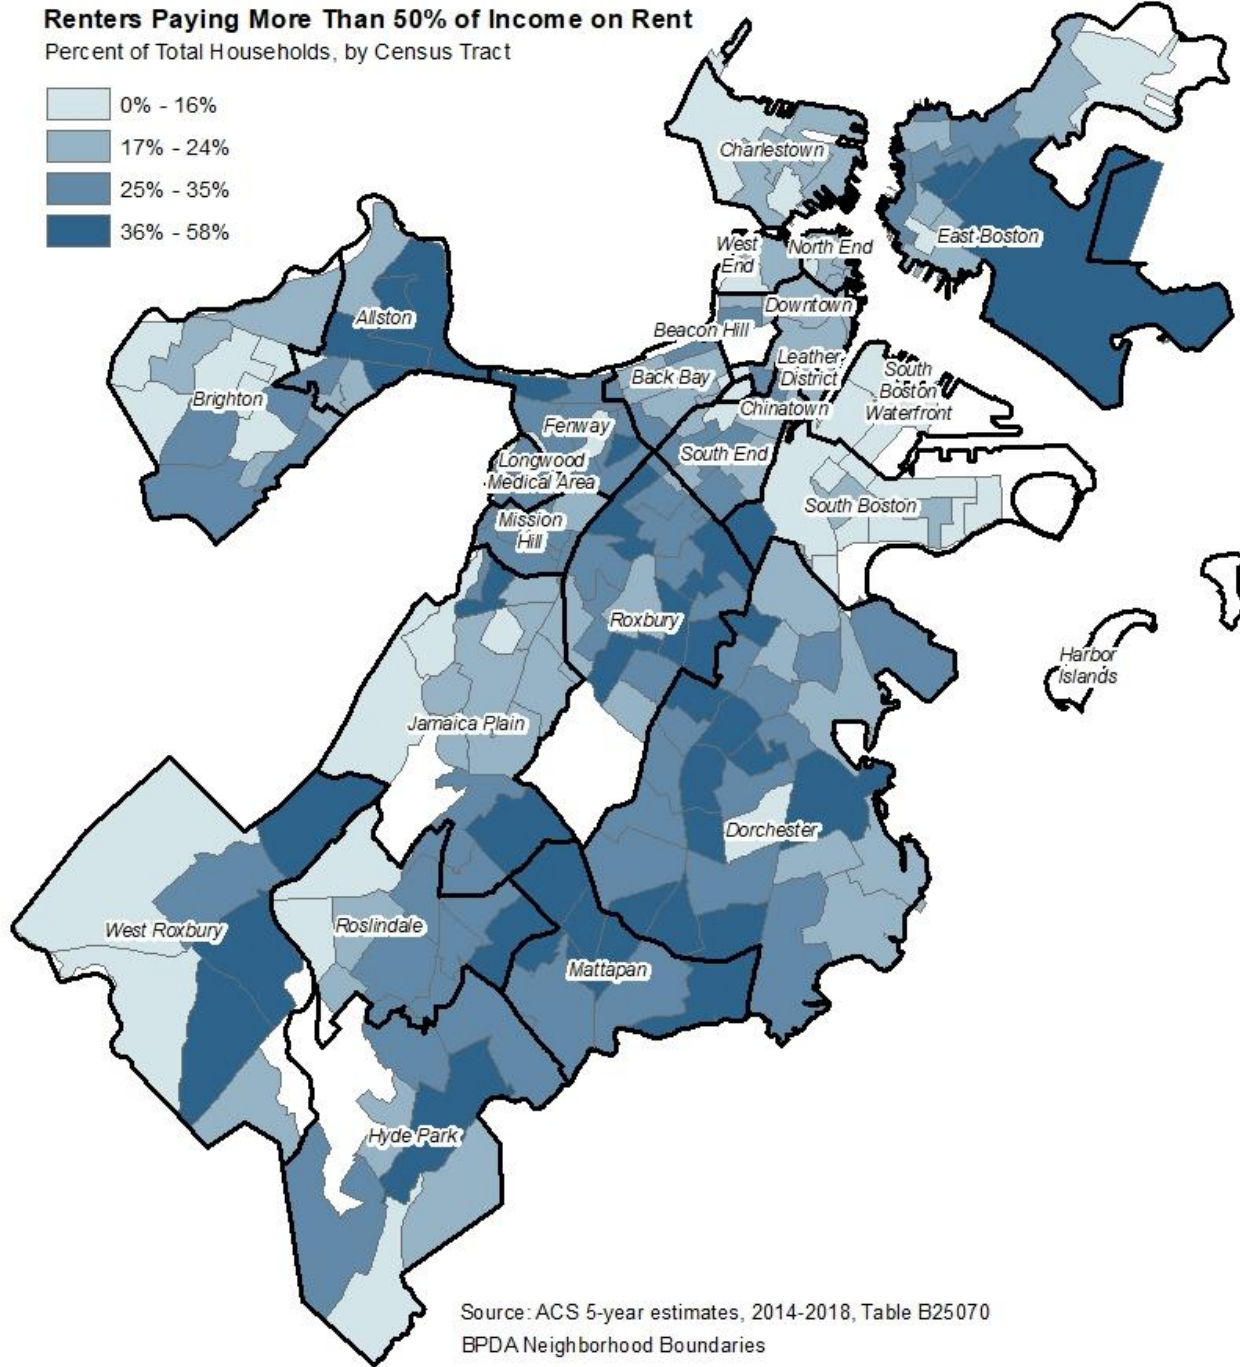 Renters Paying More Than 50% of Income on Rent
Percent of Total Households, by Census Tract
0% - 16%
17% - 24%
25% - 35%
36% - 58%
Charlestown
East Boston
West
End
North End
Downtown
Beacon Hill
Allston
Leather
District
Back Bay
South
Boston
Waterfront
Brighton
Chinatown
Fenway
South End
Longwood
Medical Area
South Boston
Mission
Hill
Roxbury
Harbor
Islands
Jamaica Plain
Dorchester
West Roxbury
Roslindale
Mattapan
Hyde Park
Source: ACS 5-year estimates, 2014-2018, Table B25070
BPDA Neighborhood Boundaries